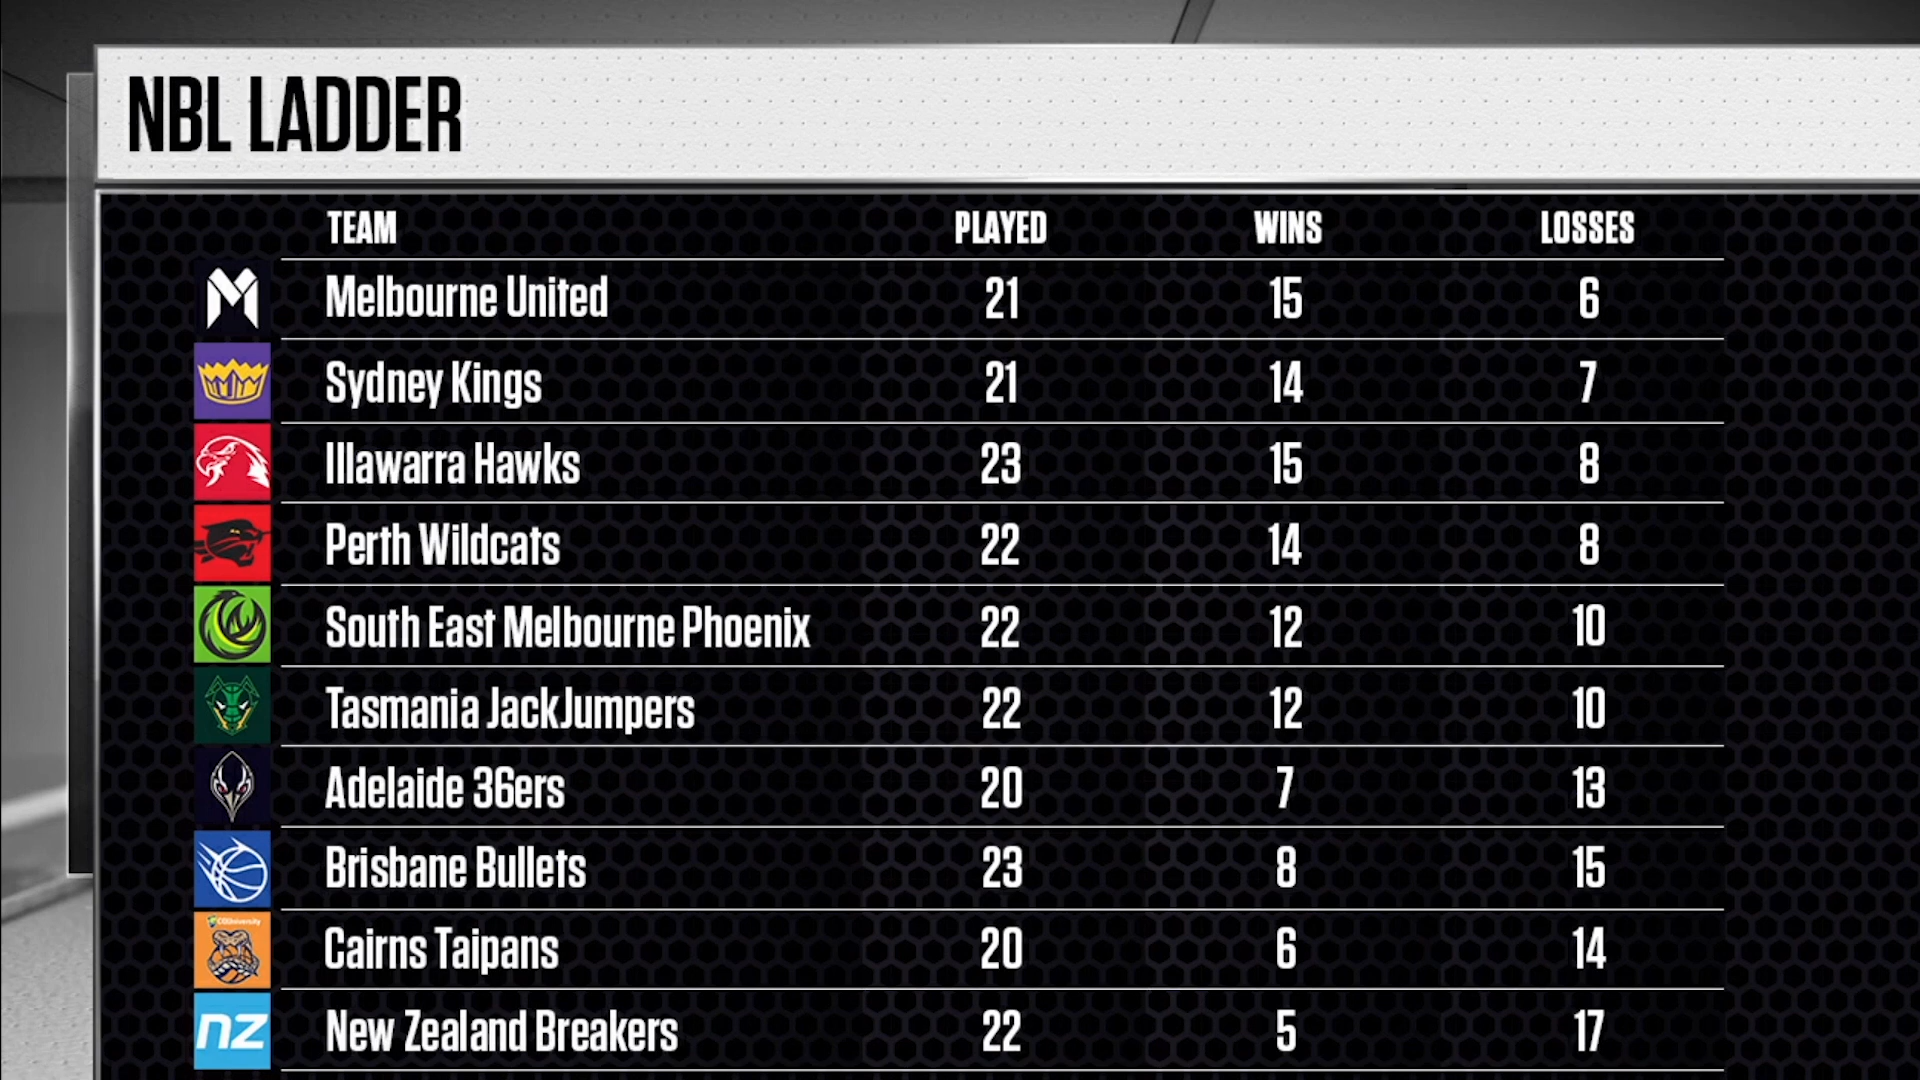 NBL LADDER
TEAM PLAYED WINS LOSSES
Melbourne United 21 15 6
Sydney Kings 21 14 7
Illawarra Hawks 23 15 8
Perth Wildcats 22 14 8
South East Melbourne Phoenix 22 12 10
Tasmania JackJumpers 22 12 10
Adelaide 36ers 20 7 13
Brisbane Bullets 23 8 15
CQUniversity
Cairns Taipans 20 6 14
nz New Zealand Breakers 22 5 17